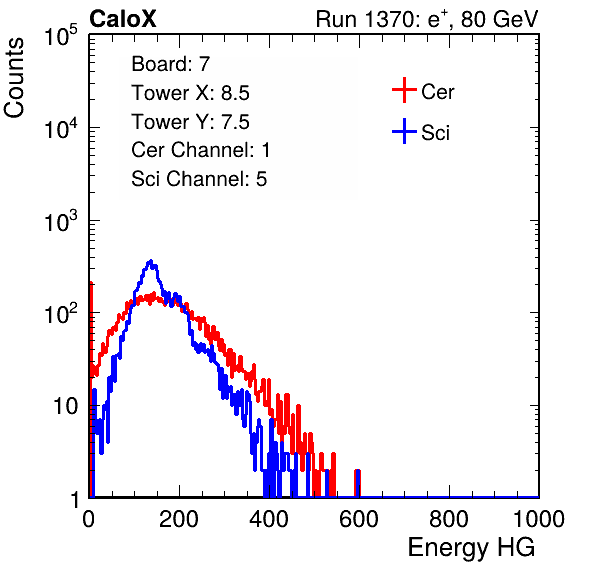 CaloX Run 1370: e⁺, 80 GeV
Counts
Board: 7
Tower X: 8.5
Tower Y: 7.5
Cer Channel: 1
Sci Channel: 5
Cer
Sci
10⁵
10⁴
10³
10²
10
1
0 200 400 600 800 1000
Energy HG